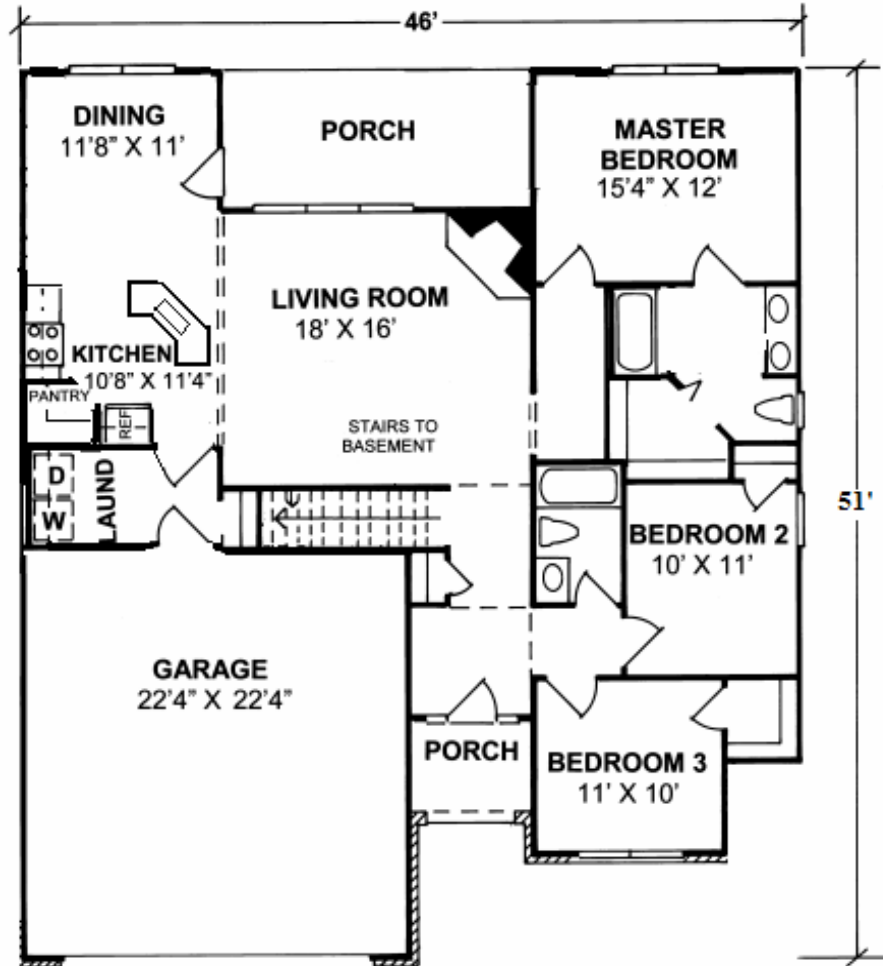 46'
DINING
11'8" X 11'
PORCH
MASTER
BEDROOM
15'4" X 12'
LIVING ROOM
18' X 16'
KITCHEN
10'8" X 11'4"
PANTRY
REF
STAIRS TO
BASEMENT
D
W
LAUND
51'
BEDROOM 2
10' X 11'
GARAGE
22'4" X 22'4"
PORCH
BEDROOM 3
11' X 10'